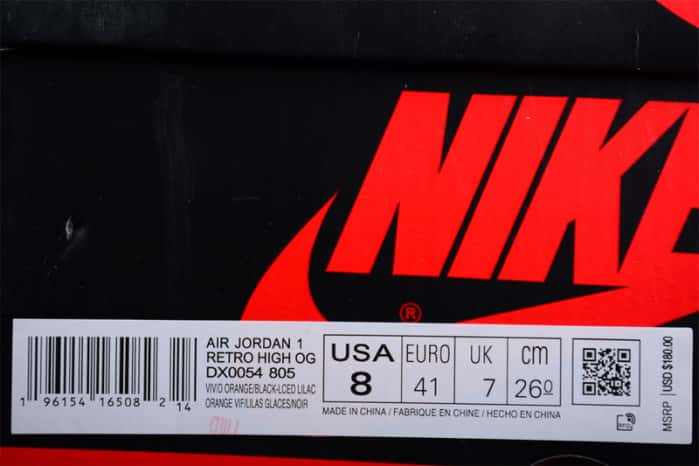 NIKE
®
AIR JORDAN 1
RETRO HIGH OG
DX0054 805
VIVID ORANGE/BLACK-LCED LILAC
ORANGE VIF/LILAS GLACES/NOIR
1 96154 16508 2 14
USA
8
EURO
41
UK
7
cm
260
MADE IN CHINA / FABRIQUE EN CHINE / HECHO EN CHINA
MSRP USD $180.00